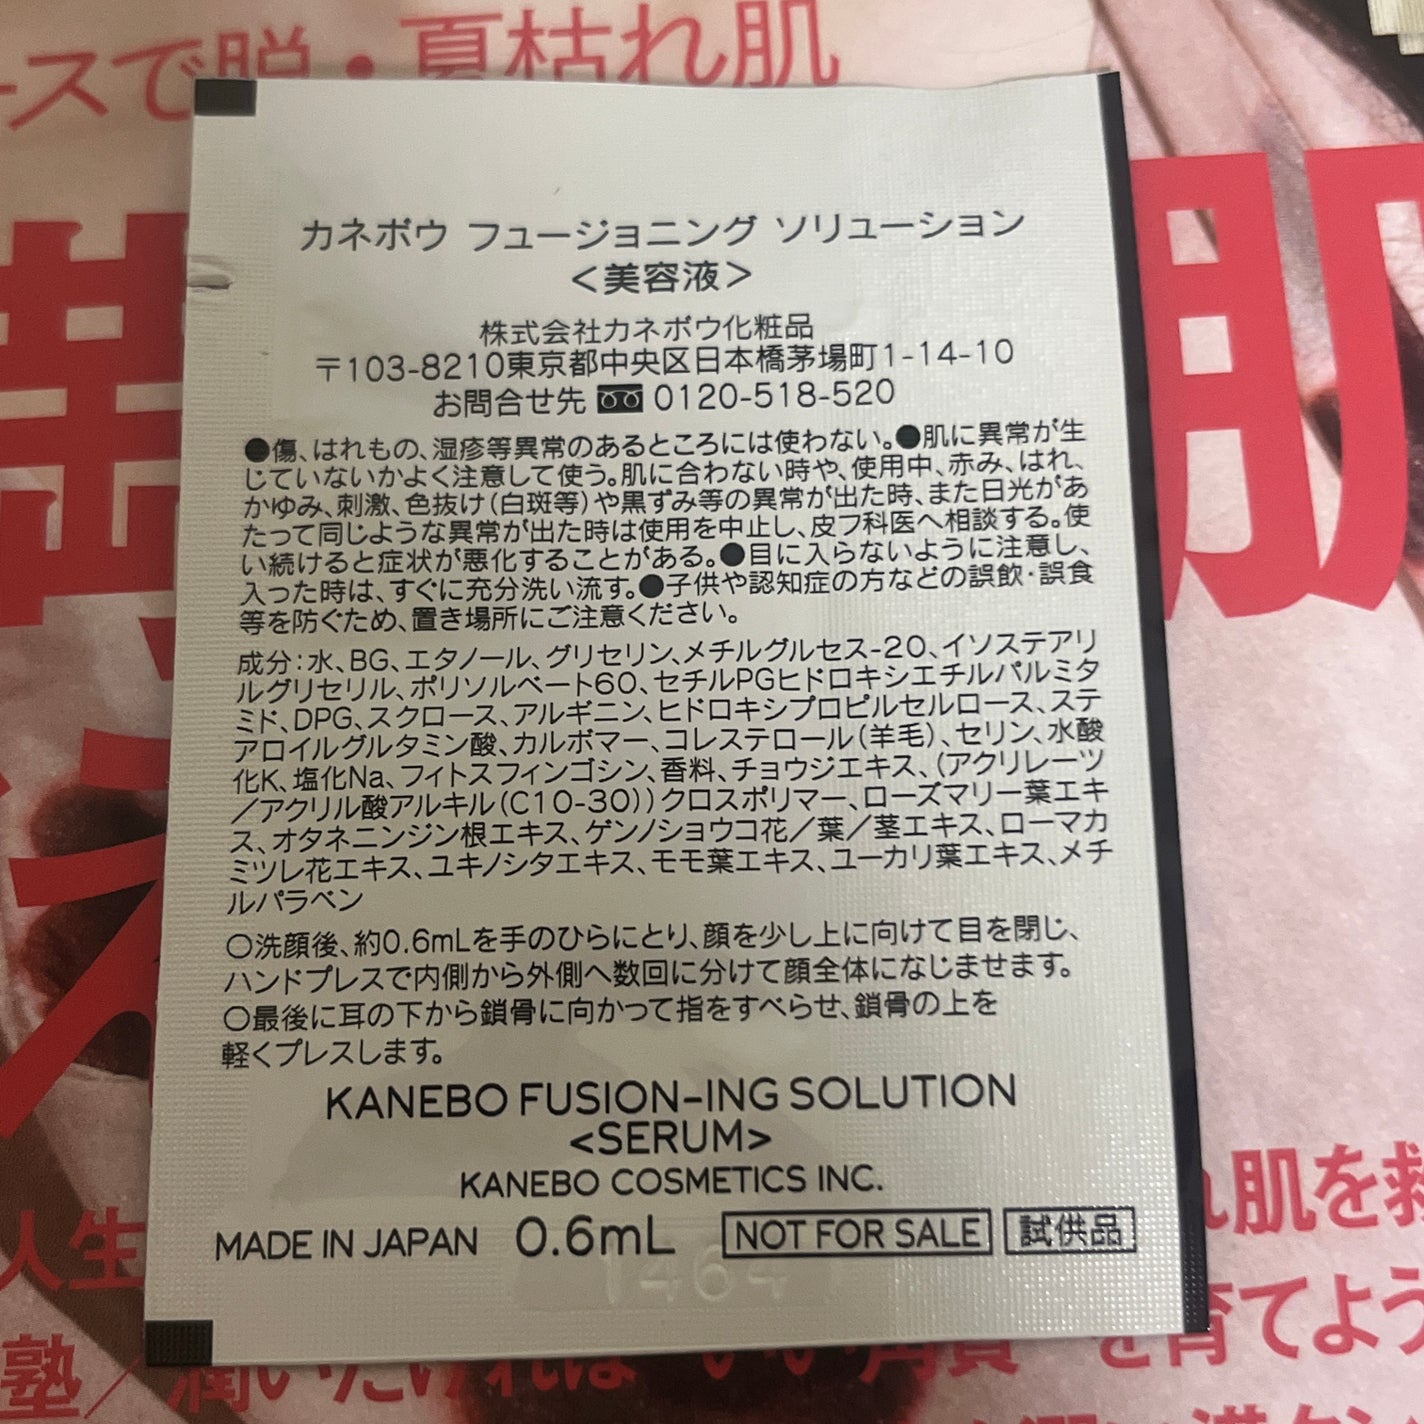 ースで脱・夏枯れ肌
肌
カネボウ フュージョニング ソリューション
＜美容液＞
株式会社カネボウ化粧品
〒103-8210東京都中央区日本橋茅場町1-14-10
お問合せ先 0120-518-520
●傷、はれもの、湿疹等異常のあるところには使わない。●肌に異常が生
じていないかよく注意して使う。肌に合わない時や、使用中、赤み、はれ、
かゆみ、刺激、色抜け（白斑等）や黒ずみ等の異常が出た時、また日光があ
たって同じような異常が出た時は使用を中止し、皮フ科医へ相談する。使
い続けると症状が悪化することがある。●目に入らないように注意し、
入った時は、すぐに充分洗い流す。●子供や認知症の方などの誤飲・誤食
等を防ぐため、置き場所にご注意ください。
成分：水、BG、エタノール、グリセリン、メチルグルセス-20、イソステアリ
ルグリセリル、ポリソルベート60、セチルPGヒドロキシエチルパルミタ
ミド、DPG、スクロース、アルギニン、ヒドロキシプロピルセルロース、ステ
アロイルグルタミン酸、カルボマー、コレステロール（羊毛）、セリン、水酸
化K、塩化Na、フィトスフィンゴシン、香料、チョウジエキス、（アクリレーツ
／アクリル酸アルキル（C10-30））クロスポリマー、ローズマリー葉エキ
ス、オタネニンジン根エキス、ゲンノショウコ花／葉／茎エキス、ローマカ
ミツレ花エキス、ユキノシタエキス、モモ葉エキス、ユーカリ葉エキス、メチ
ルパラベン
○洗顔後、約0.6mLを手のひらにとり、顔を少し上に向けて目を閉じ、
ハンドプレスで内側から外側へ数回に分けて顔全体になじませます。
○最後に耳の下から鎖骨に向かって指をすべらせ、鎖骨の上を
軽くプレスします。
KANEBO FUSION-ING SOLUTION
<SERUM>
KANEBO COSMETICS INC.
MADE IN JAPAN 0.6mL NOT FOR SALE 試供品
れ肌を救
人生
を育てよう
塾／潤いだければ